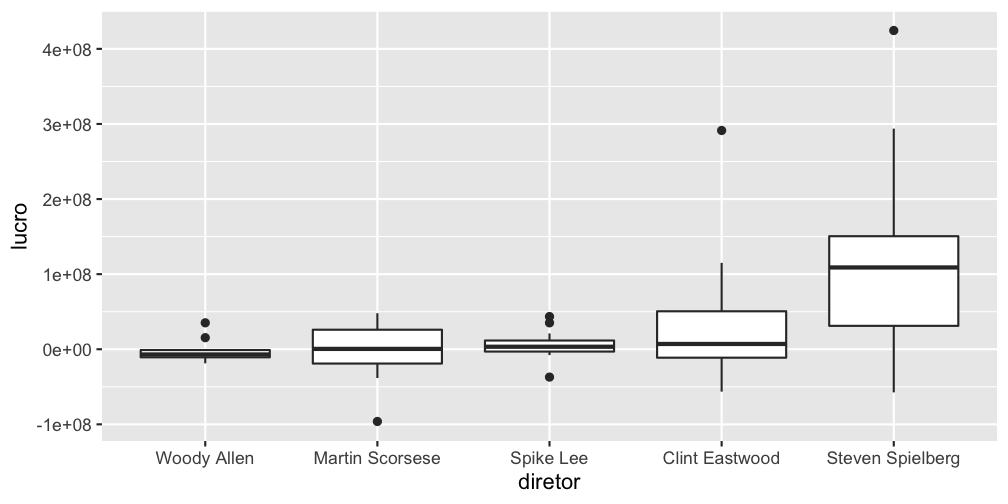 lucro
4e+08
3e+08
2e+08
1e+08
0e+00
-1e+08
Woody Allen Martin Scorsese Spike Lee Clint Eastwood Steven Spielberg
diretor